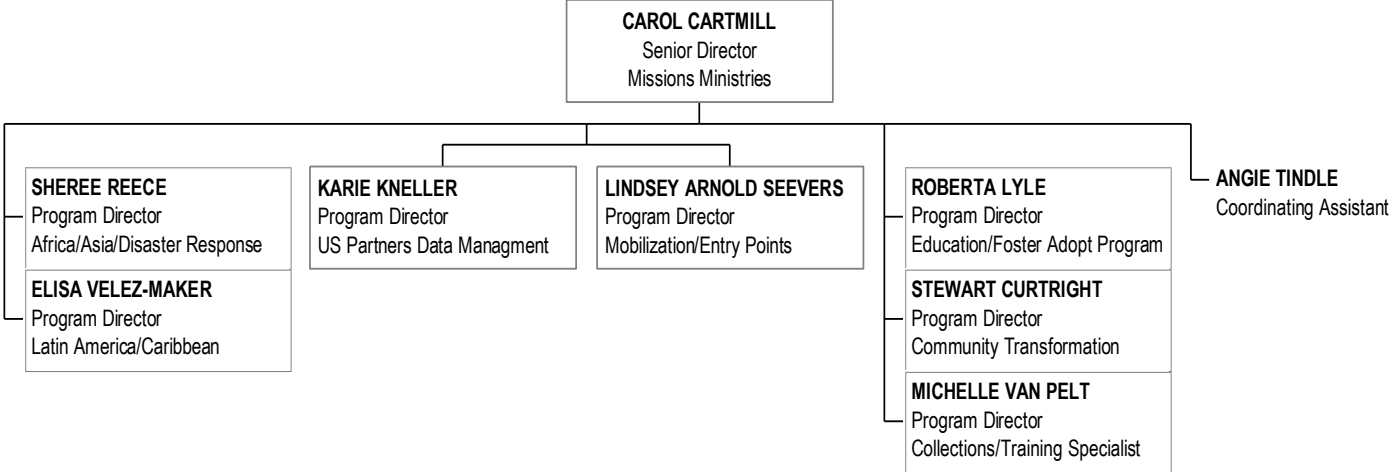 CAROL CARTMILL
Senior Director
Missions Ministries
SHEREE REECE
Program Director
Africa/Asia/Disaster Response
ELISA VELEZ-MAKER
Program Director
Latin America/Caribbean
KARIE KNELLER
Program Director
US Partners Data Managment
LINDSEY ARNOLD SEEVERS
Program Director
Mobilization/Entry Points
ROBERTA LYLE
Program Director
Education/Foster Adopt Program
STEWART CURTRIGHT
Program Director
Community Transformation
MICHELLE VAN PELT
Program Director
Collections/Training Specialist
ANGIE TINDLE
Coordinating Assistant